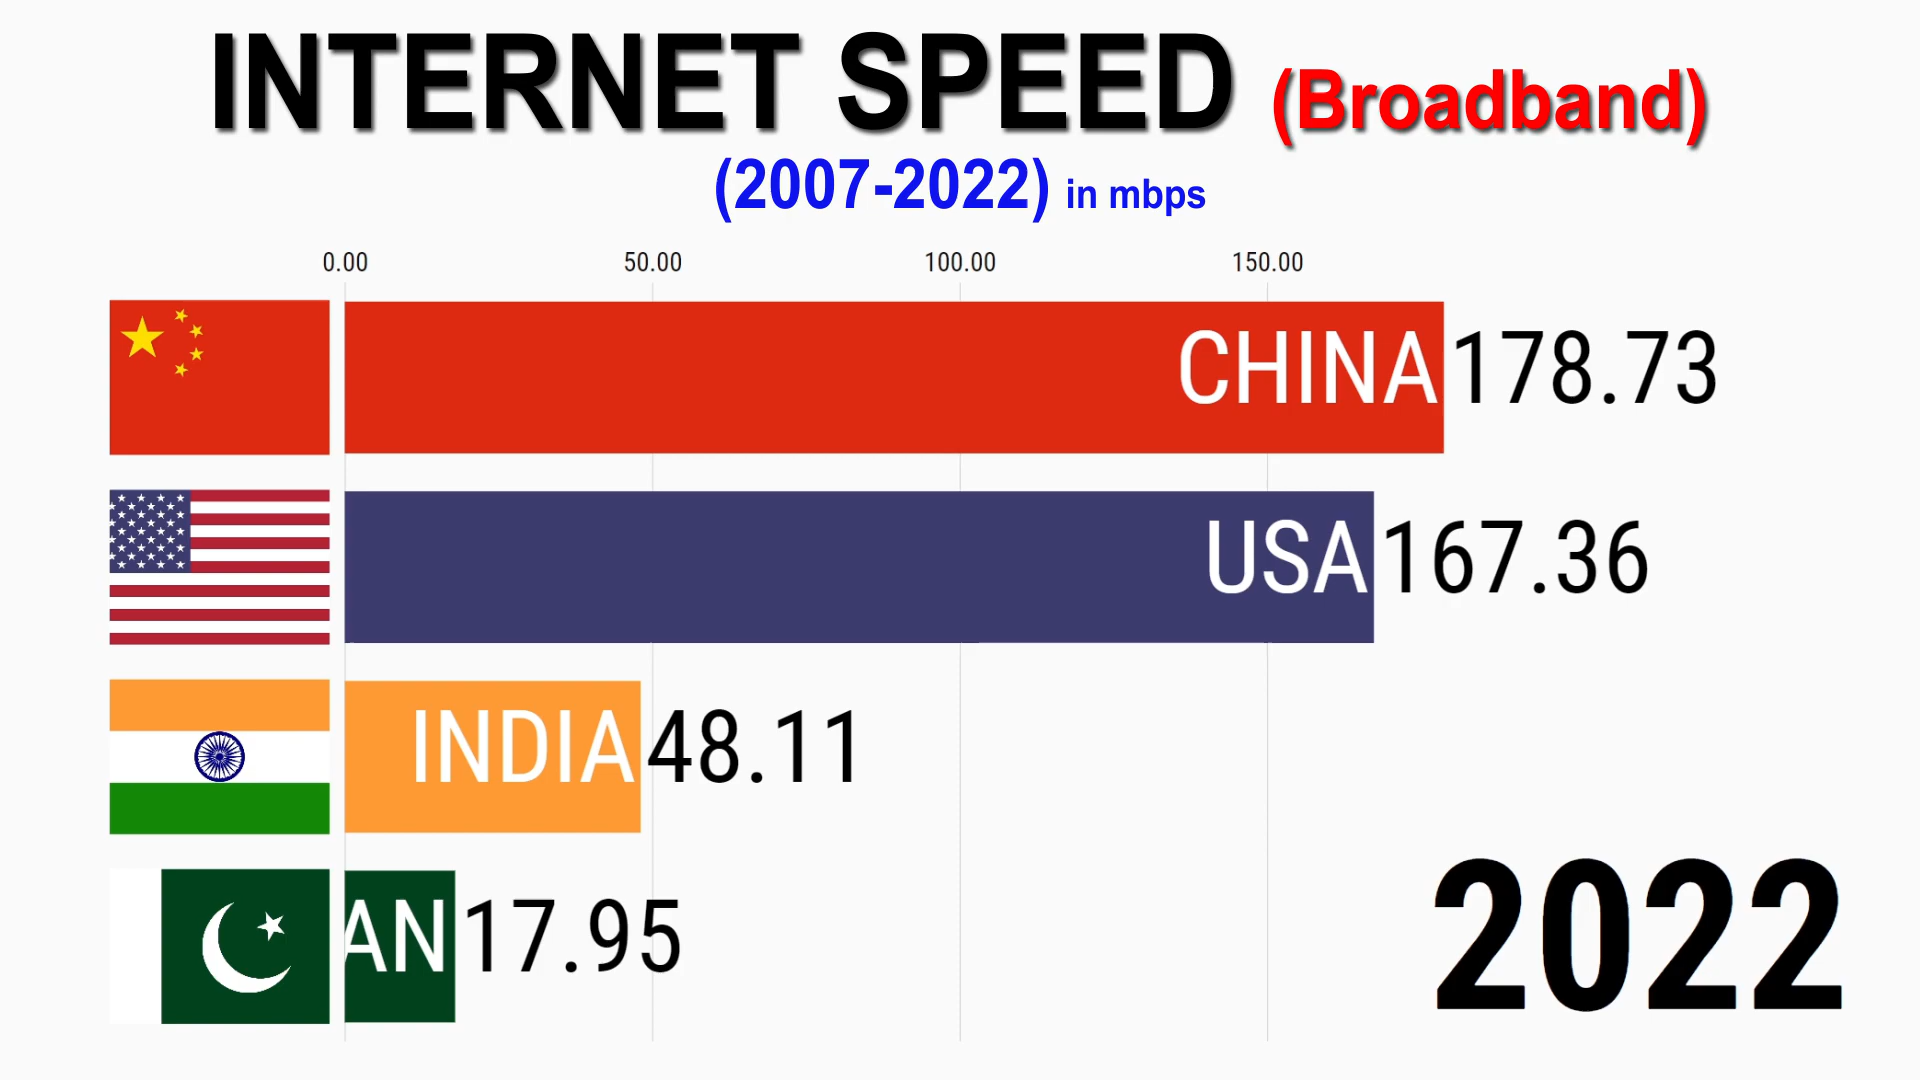 INTERNET SPEED (Broadband)
(2007-2022) in mbps
0.00 50.00 100.00 150.00
CHINA 178.73
USA 167.36
INDIA 48.11
AN 17.95
2022